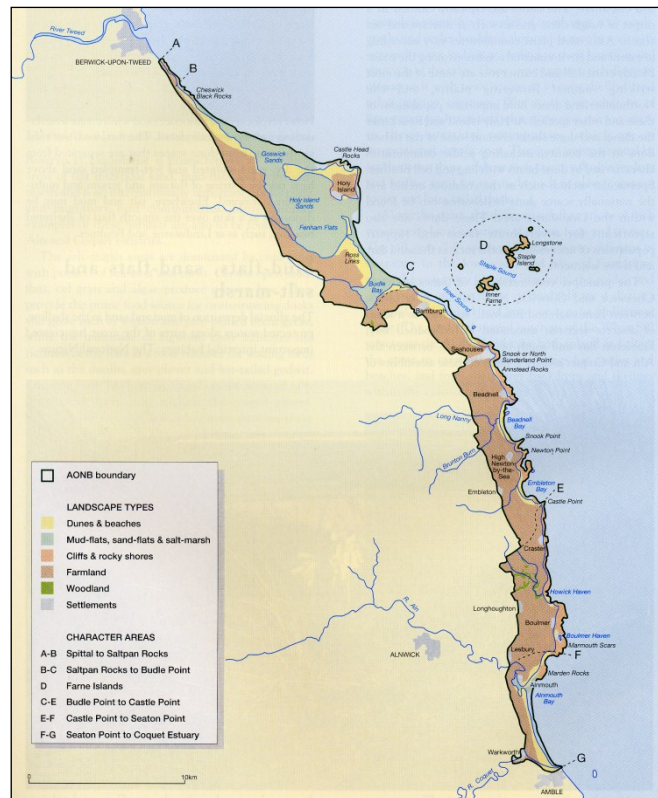 River Tweed
BERWICK-UPON-TWEED
A
B
Cheswick
Black Rocks
Goswick
Sands
Castle Head
Rocks
Holy
Island
Holy Island
Sands
Fenham Flats
Ross
Links
Budle
Bay
C
D
Longstone
Staple
Island
Staple Sound
Inner
Farne
Inner Sound
Bamburgh
Seahouses
Snook or North
Sunderland Point
Annstead Rocks
Beadnell
Beadnell
Bay
Long Nanny
Brunton Burn
Snook Point
Newton Point
High
Newton-
by-the-
Sea
Embleton
Embleton
Bay
E
Castle Point
Craster
Howick Haven
Longhoughton
Boulmer
Boulmer Haven
Marmouth Scars
R. Aln
ALNWICK
Lesbury
F
Marden Rocks
Alnmouth
Alnmouth
Bay
Warkworth
R. Coquet
G
AMBLE
AONB boundary
LANDSCAPE TYPES
Dunes & beaches
Mud-flats, sand-flats & salt-marsh
Cliffs & rocky shores
Farmland
Woodland
Settlements
CHARACTER AREAS
A-B Spittal to Saltpan Rocks
B-C Saltpan Rocks to Budle Point
D Farne Islands
C-E Budle Point to Castle Point
E-F Castle Point to Seaton Point
F-G Seaton Point to Coquet Estuary
0 10km